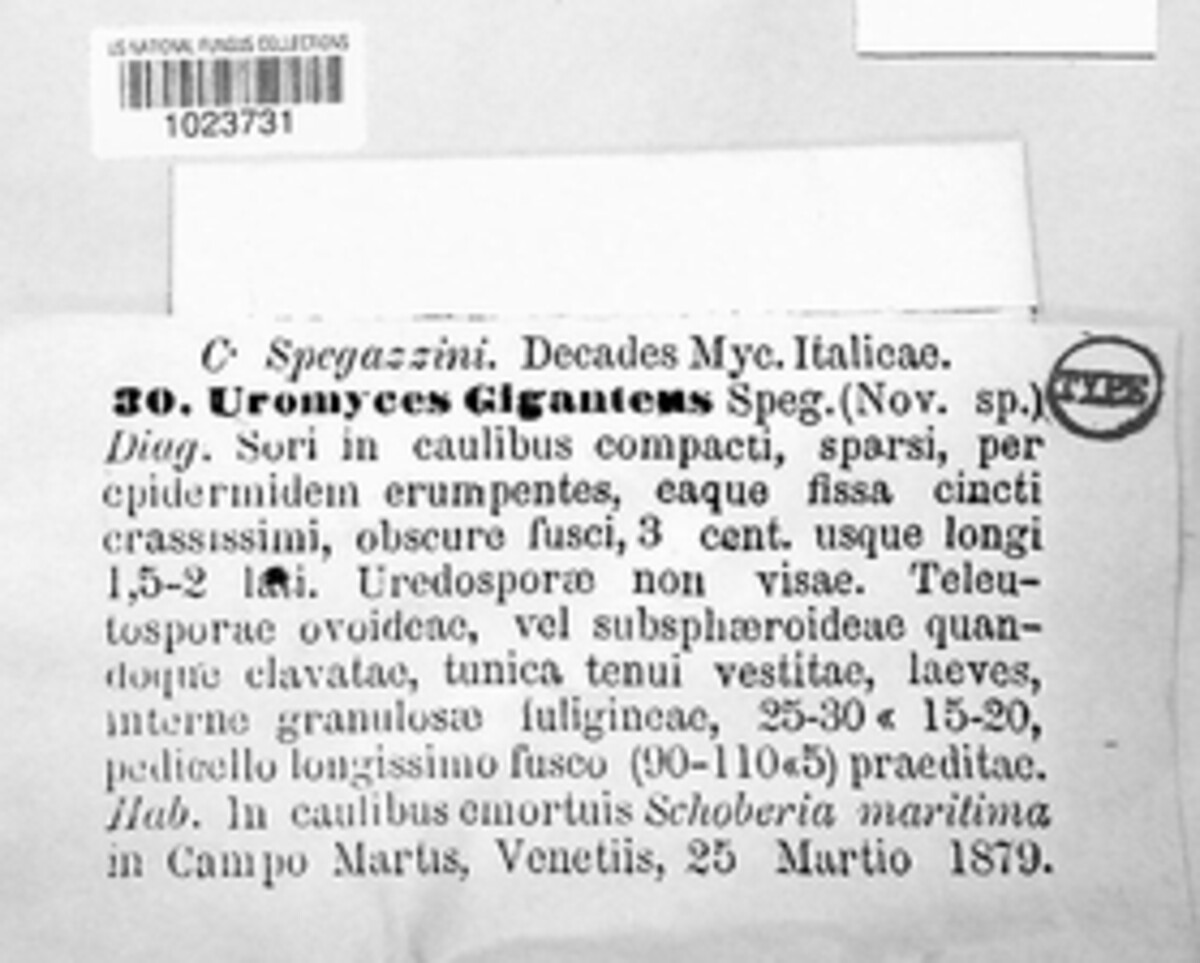 US NATIONAL FUNGUS COLLECTIONS
1023731
C. Spegazzini. Decades Myc. Italicae.
30. Uromyces Giganteus Speg. (Nov. sp.)
TYPE
Diag. Sori in caulibus compacti, sparsi, per
epidermidem erumpentes, eaque fissa cincti
crassissimi, obscure fusci, 3 cent. usque longi
1,5-2 lati. Uredosporæ non visae. Teleu-
tosporae ovoideae, vel subsphæroideae quan-
doque clavatae, tunica tenui vestitae, laeves,
interne granulosæ fuligineae, 25-30 « 15-20,
pedicello longissimo fusco (90-110«5) praeditae.
Hab. In caulibus emortuis Schoberia maritima
in Campo Martis, Venetiis, 25 Martio 1879.